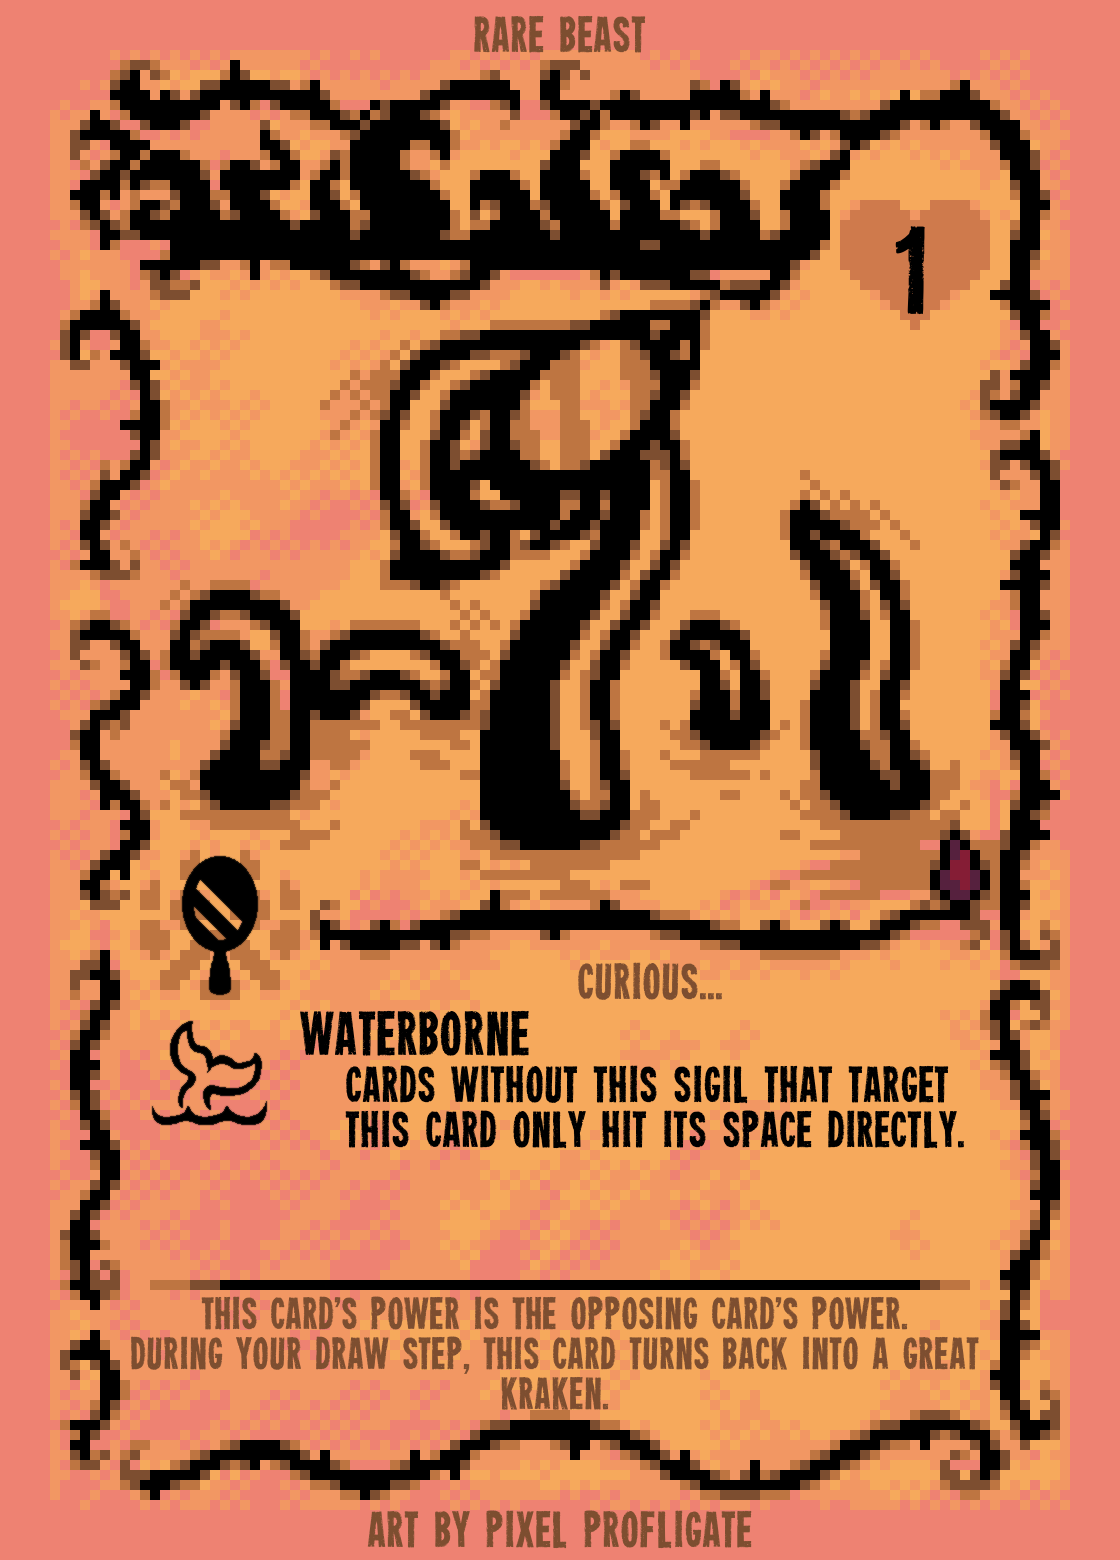 RARE BEAST
1
CURIOUS...
WATERBORNE
CARDS WITHOUT THIS SIGIL THAT TARGET
THIS CARD ONLY HIT ITS SPACE DIRECTLY.
THIS CARD'S POWER IS THE OPPOSING CARD'S POWER.
DURING YOUR DRAW STEP, THIS CARD TURNS BACK INTO A GREAT
KRAKEN.
ART BY PIXEL PROFLIGATE